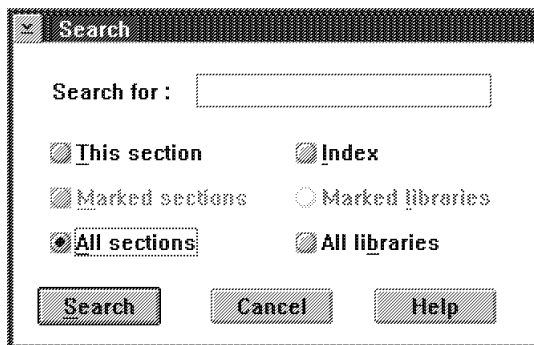 Search
Search for :
This section Index
Marked sections Marked libraries
All sections All libraries
Search Cancel Help